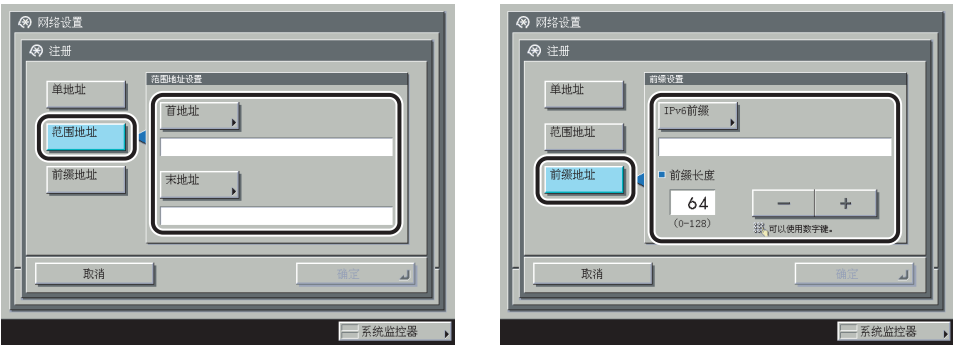 网络设置
注册
单地址
范围地址
前缀地址
范围地址设置
首地址
末地址
取消
确定
系统监控器
网络设置
注册
单地址
范围地址
前缀地址
前缀设置
IPv6前缀
前缀长度
64
− +
(0-128)
可以使用数字键。
取消
确定
系统监控器